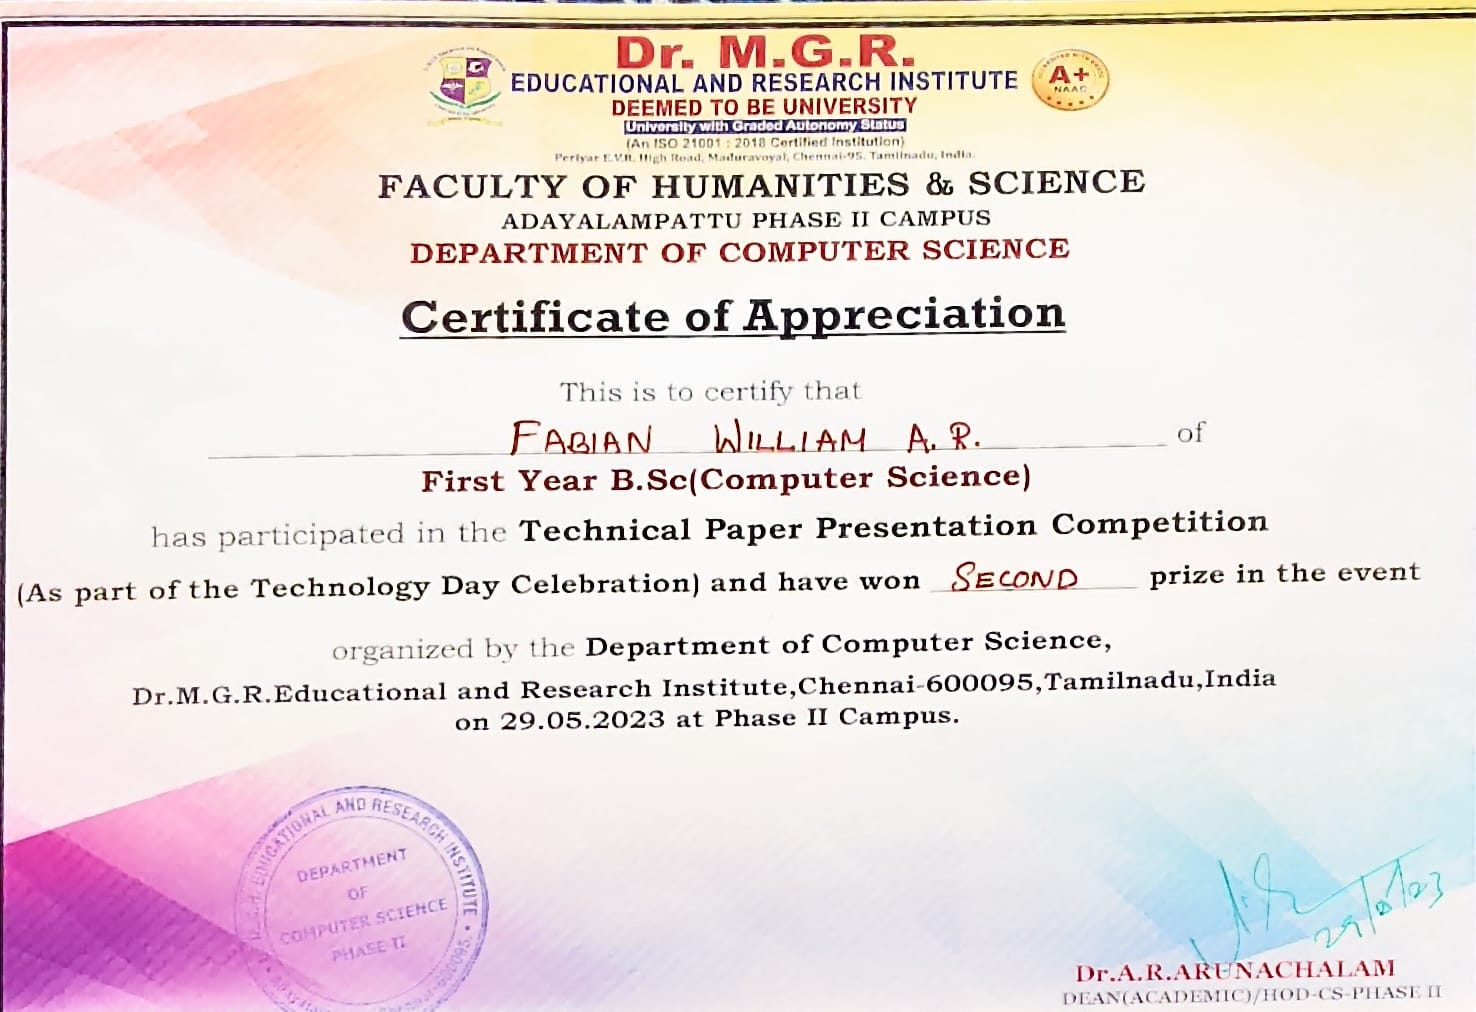 Dr. M.G.R.
EDUCATIONAL AND RESEARCH INSTITUTE
DEEMED TO BE UNIVERSITY
University with Graded Autonomy Status
(An ISO 21001 : 2018 Certified Institution)
Periyar E.V.R. High Road, Maduravoyal, Chennai-95. Tamilnadu, India.
A+
NAAC
FACULTY OF HUMANITIES & SCIENCE
ADAYALAMPATTU PHASE II CAMPUS
DEPARTMENT OF COMPUTER SCIENCE
Certificate of Appreciation
This is to certify that
FABIAN WILLIAM A.R. of
First Year B.Sc(Computer Science)
has participated in the Technical Paper Presentation Competition
(As part of the Technology Day Celebration) and have won SECOND prize in the event
organized by the Department of Computer Science,
Dr.M.G.R.Educational and Research Institute,Chennai-600095,Tamilnadu,India
on 29.05.2023 at Phase II Campus.
EDUCATIONAL AND RESEARCH INSTITUTE
DEPARTMENT
OF
COMPUTER SCIENCE
PHASE II
Dr.A.R.ARUNACHALAM
DEAN(ACADEMIC)/HOD-CS-PHASE II